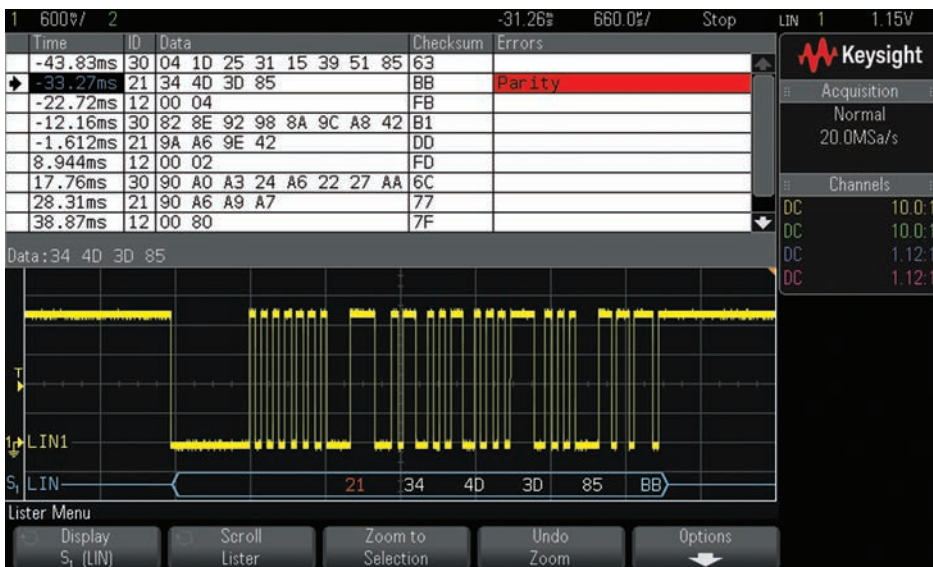 1 600▽/ 2 -31.26ms 660.0us/ Stop LIN 1 1.15V
Time ID Data Checksum Errors
-43.83ms 30 04 1D 25 31 15 39 51 85 63
-33.27ms 21 34 4D 3D 85 BB Parity
-22.72ms 12 00 04 FB
-12.16ms 30 82 8E 92 98 8A 9C A8 42 B1
-1.612ms 21 9A A6 9E 42 DD
8.944ms 12 00 02 FD
17.76ms 30 90 A0 A3 24 A6 22 27 AA 6C
28.31ms 21 90 A6 A9 A7 77
38.87ms 12 00 80 7F
Data:34 4D 3D 85
Keysight
Acquisition
Normal
20.0MSa/s
Channels
DC 10.0:1
DC 10.0:1
DC 1.12:1
DC 1.12:1
T
1 LIN1
S1 LIN 21 34 4D 3D 85 BB
Lister Menu
Display Scroll Zoom to Undo Options
S1 (LIN) Lister Selection Zoom